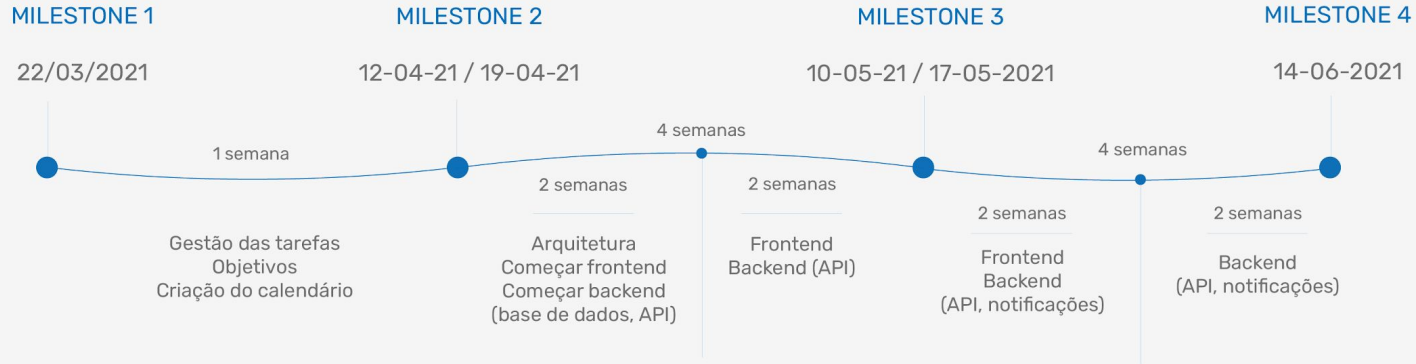 MILESTONE 1
MILESTONE 2
MILESTONE 3
MILESTONE 4
22/03/2021
12-04-21 / 19-04-21
10-05-21 / 17-05-2021
14-06-2021
1 semana
4 semanas
4 semanas
2 semanas
2 semanas
2 semanas
2 semanas
Gestão das tarefas
Objetivos
Criação do calendário
Arquitetura
Começar frontend
Começar backend
(base de dados, API)
Frontend
Backend (API)
Frontend
Backend
(API, notificações)
Backend
(API, notificações)